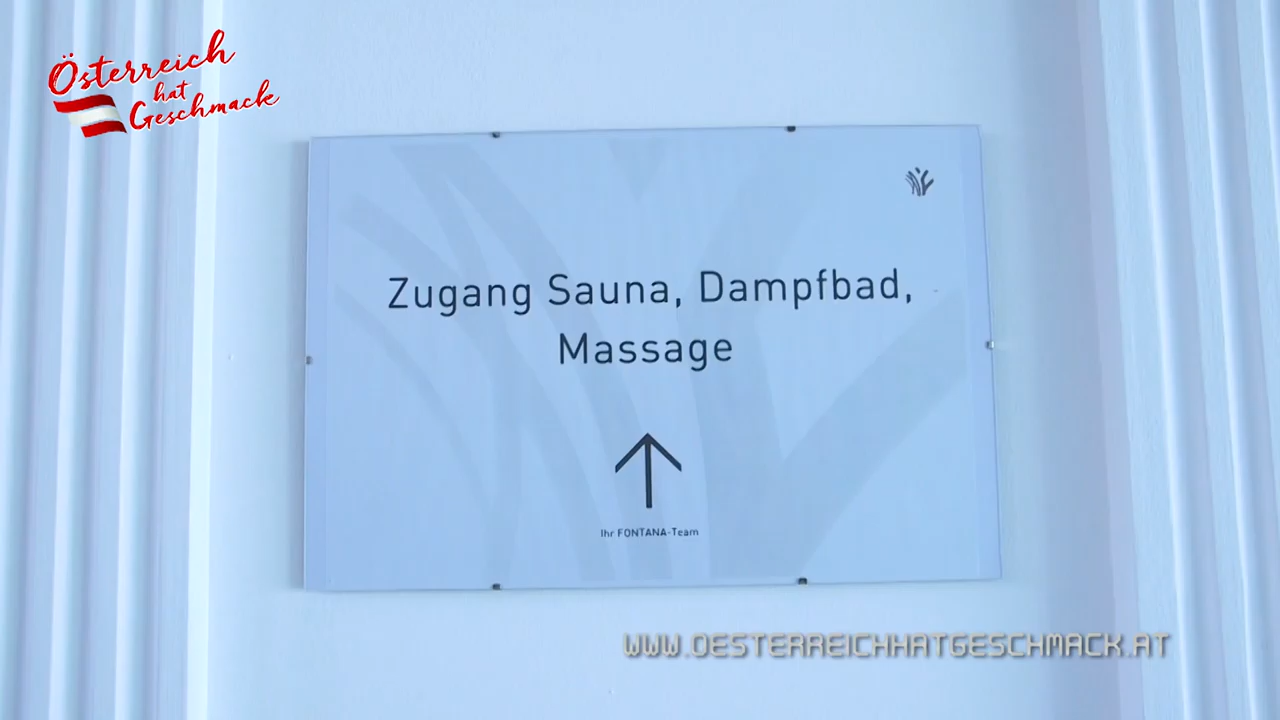 Österreich
hat
Geschmack
Zugang Sauna, Dampfbad,
Massage
Ihr FONTANA-Team
WWW.OESTERREICHHATGESCHMACK.AT